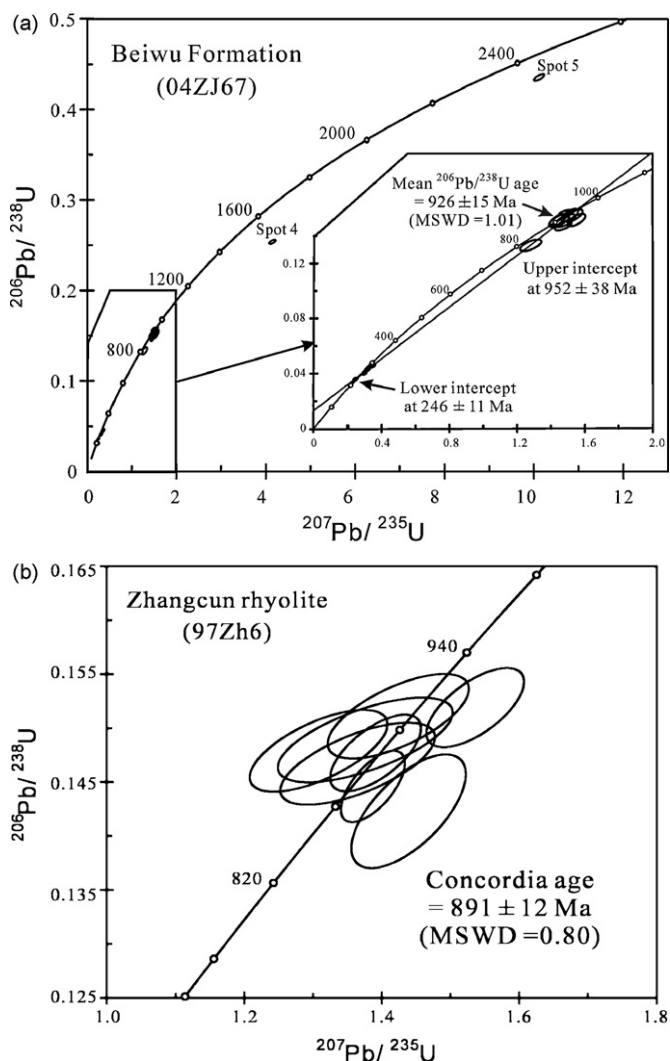 (a)
Beiwu Formation
(04ZJ67)
0.5
0.4
0.3
0.2
0.1
0
206Pb/ 238U
2400
Spot 5
2000
1600
Spot 4
1200
800
0.14
0.12
0.08
0.04
0
Mean 206Pb/238U age
= 926 ±15 Ma
(MSWD =1.01)
1000
800
Upper intercept
at 952 ± 38 Ma
600
400
Lower intercept
at 246 ± 11 Ma
0 0.4 0.8 1.2 1.6 2.0
0 2 4 6 8 10 12
207Pb/ 235U
(b)
Zhangcun rhyolite
(97Zh6)
0.165
0.155
0.145
0.135
0.125
206Pb/ 238U
940
820
Concordia age
= 891 ± 12 Ma
(MSWD =0.80)
1.0 1.2 1.4 1.6 1.8
207Pb/ 235U